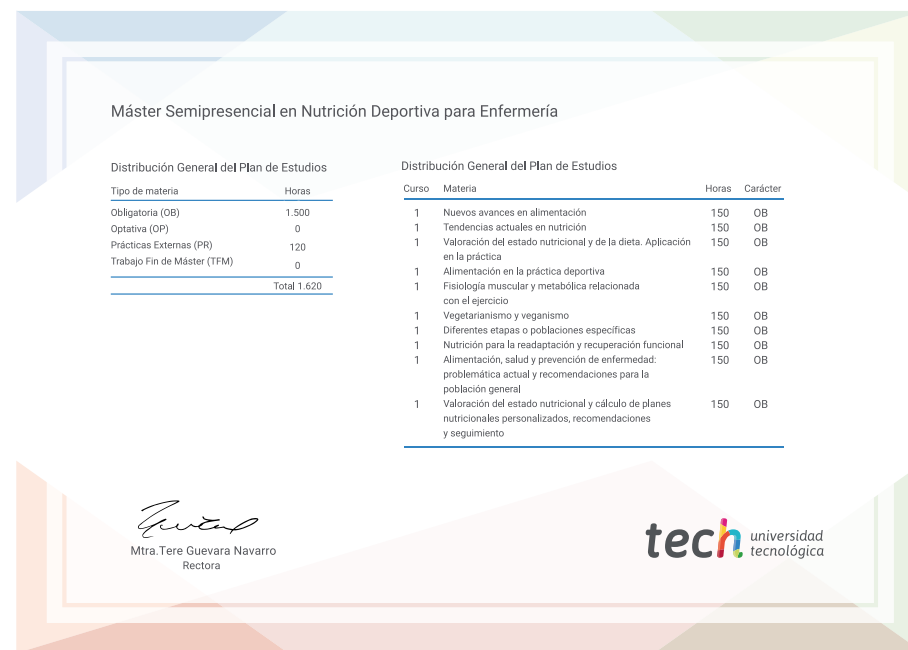 Máster Semipresencial en Nutrición Deportiva para Enfermería
Distribución General del Plan de Estudios
Tipo de materia Horas
Obligatoria (OB) 1.500
Optativa (OP) 0
Prácticas Externas (PR) 120
Trabajo Fin de Máster (TFM) 0
Total 1.620
Distribución General del Plan de Estudios
Curso Materia Horas Carácter
1 Nuevos avances en alimentación 150 OB
1 Tendencias actuales en nutrición 150 OB
1 Valoración del estado nutricional y de la dieta. Aplicación 150 OB
en la práctica
1 Alimentación en la práctica deportiva 150 OB
1 Fisiología muscular y metabólica relacionada 150 OB
con el ejercicio
1 Vegetarianismo y veganismo 150 OB
1 Diferentes etapas o poblaciones específicas 150 OB
1 Nutrición para la readaptación y recuperación funcional 150 OB
1 Alimentación, salud y prevención de enfermedad: 150 OB
problemática actual y recomendaciones para la
población general
1 Valoración del estado nutricional y cálculo de planes 150 OB
nutricionales personalizados, recomendaciones
y seguimiento
Mtra.Tere Guevara Navarro
Rectora
tech universidad
tecnológica